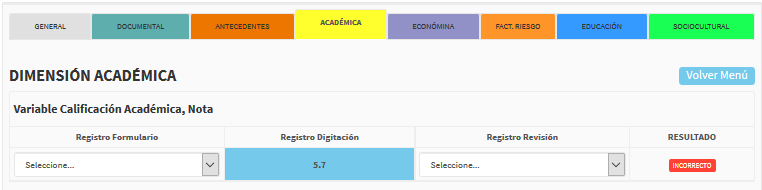 GENERAL DOCUMENTAL ANTECEDENTES ACADÉMICA ECONÓMINA FACT. RIESGO EDUCACIÓN SOCIOCULTURAL
DIMENSIÓN ACADÉMICA Volver Menú
Variable Calificación Académica, Nota
Registro Formulario Registro Digitación Registro Revisión RESULTADO
Seleccione... 5.7 Seleccione... INCORRECTO